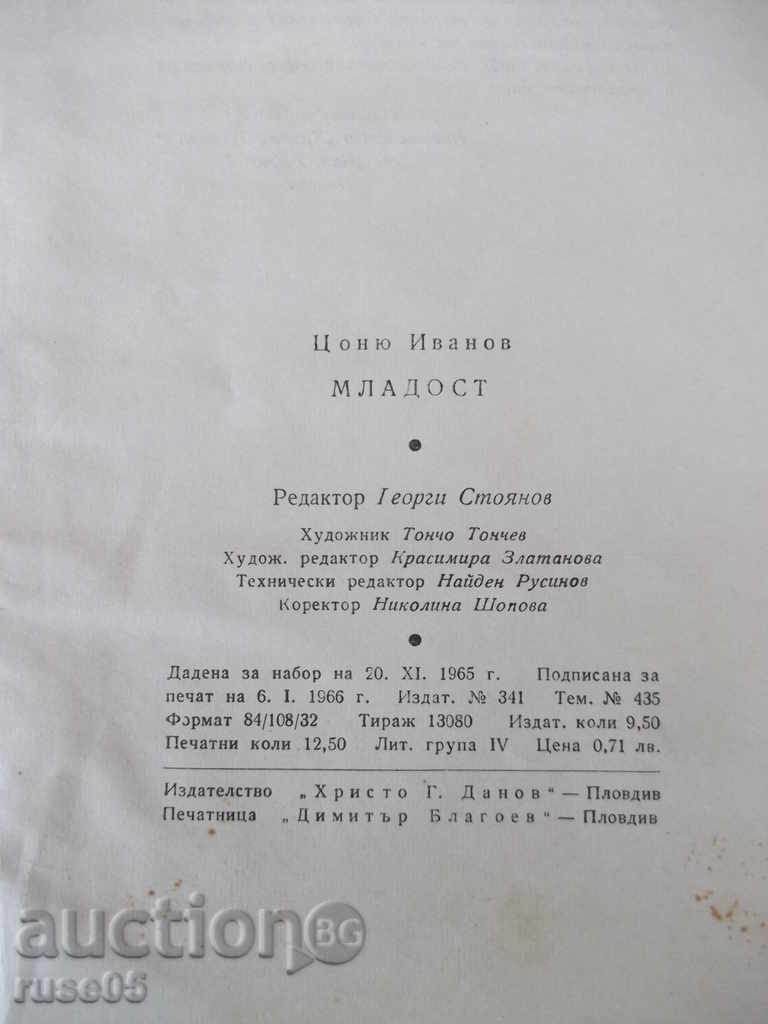 Цоню Иванов
МЛАДОСТ
Редактор Георги Стоянов
Художник Тончо Тончев
Худож. редактор Красимира Златанова
Технически редактор Найден Русинов
Коректор Николина Шопова
Дадена за набор на 20. XI. 1965 г. Подписана за
печат на 6. I. 1966 г. Издат. № 341 Тем. № 435
Формат 84/108/32 Тираж 13080 Издат. коли 9,50
Печатни коли 12,50 Лит. група IV Цена 0,71 лв.
Издателство „Христо Г. Данов“ — Пловдив
Печатница „Димитър Благоев“ — Пловдив
auction BG
ruse05